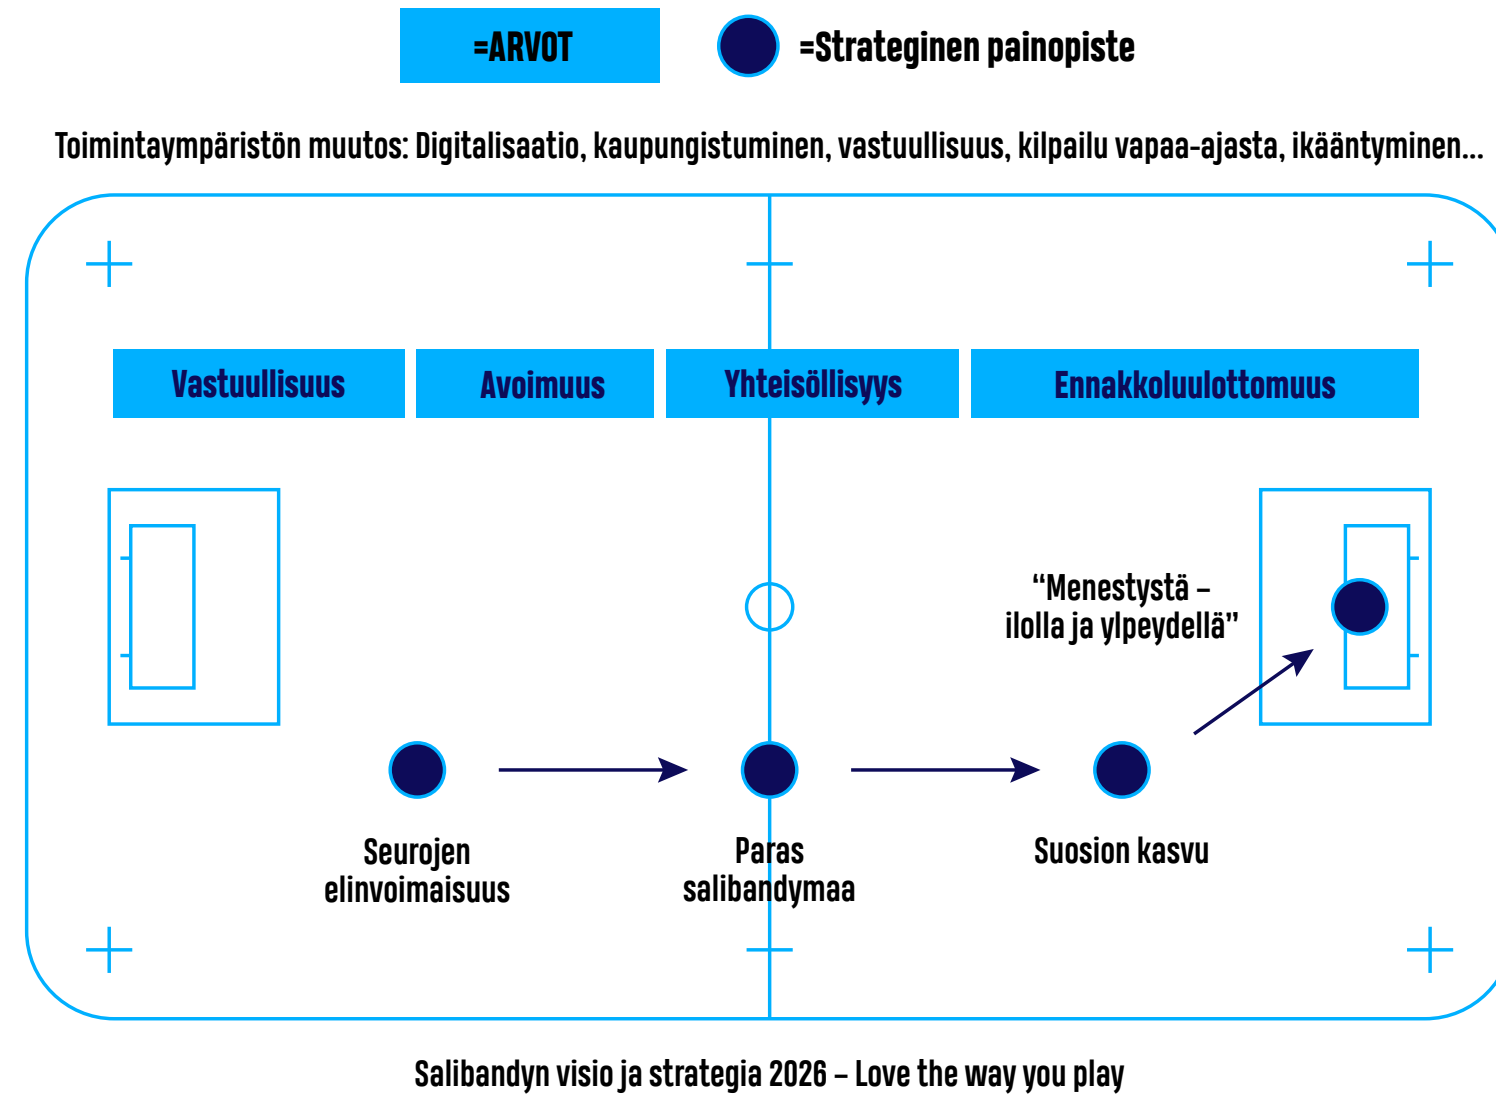 =ARVOT
=Strateginen painopiste
Toimintaympäristön muutos: Digitalisaatio, kaupungistuminen, vastuullisuus, kilpailu vapaa-ajasta, ikääntyminen...
Vastuullisuus
Avoimuus
Yhteisöllisyys
Ennakkoluulottomuus
“Menestystä –
ilolla ja ylpeydellä”
Seurojen
elinvoimaisuus
Paras
salibandymaa
Suosion kasvu
Salibandyn visio ja strategia 2026 – Love the way you play